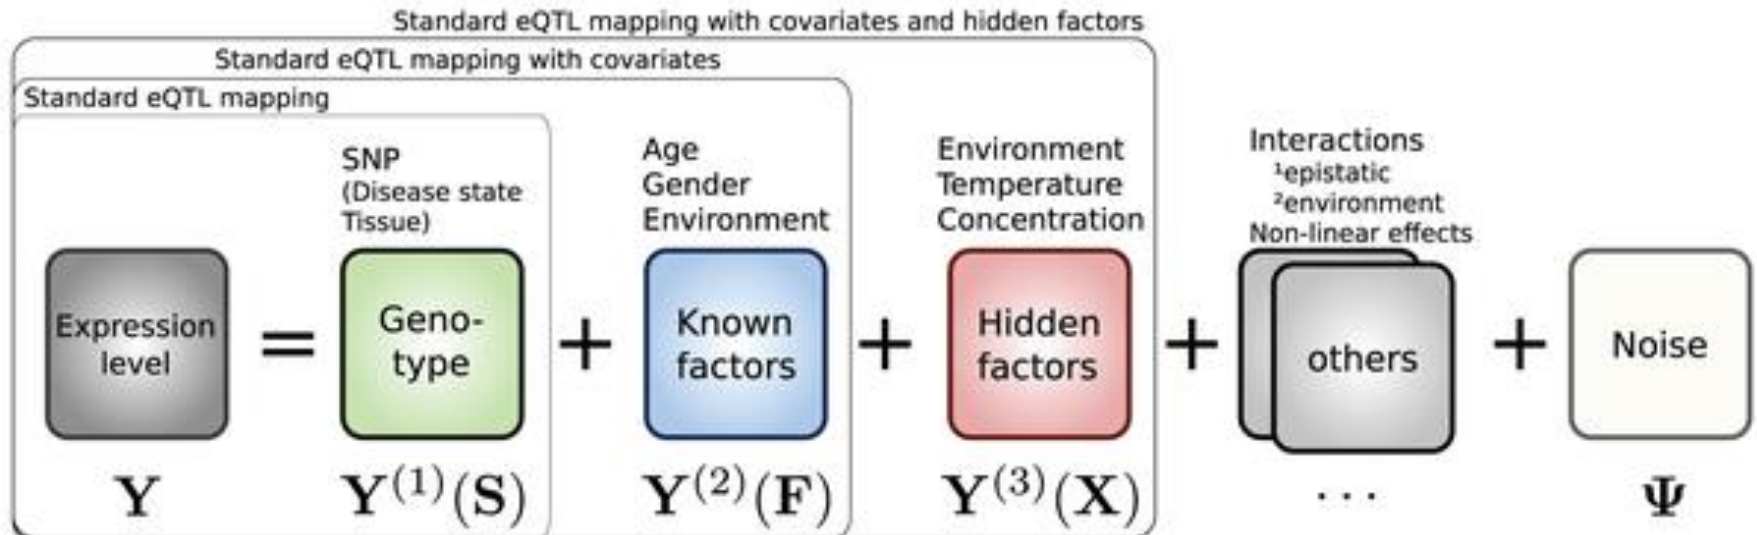 Standard eQTL mapping with covariates and hidden factors
Standard eQTL mapping with covariates
Standard eQTL mapping
SNP
(Disease state
Tissue)
Age
Gender
Environment
Environment
Temperature
Concentration
Interactions
¹epistatic
²environment
Non-linear effects
Expression
level
=
Geno-
type
+
Known
factors
+
Hidden
factors
+
others
+
Noise
Y
Y⁽¹⁾(S)
Y⁽²⁾(F)
Y⁽³⁾(X)
...
Ψ